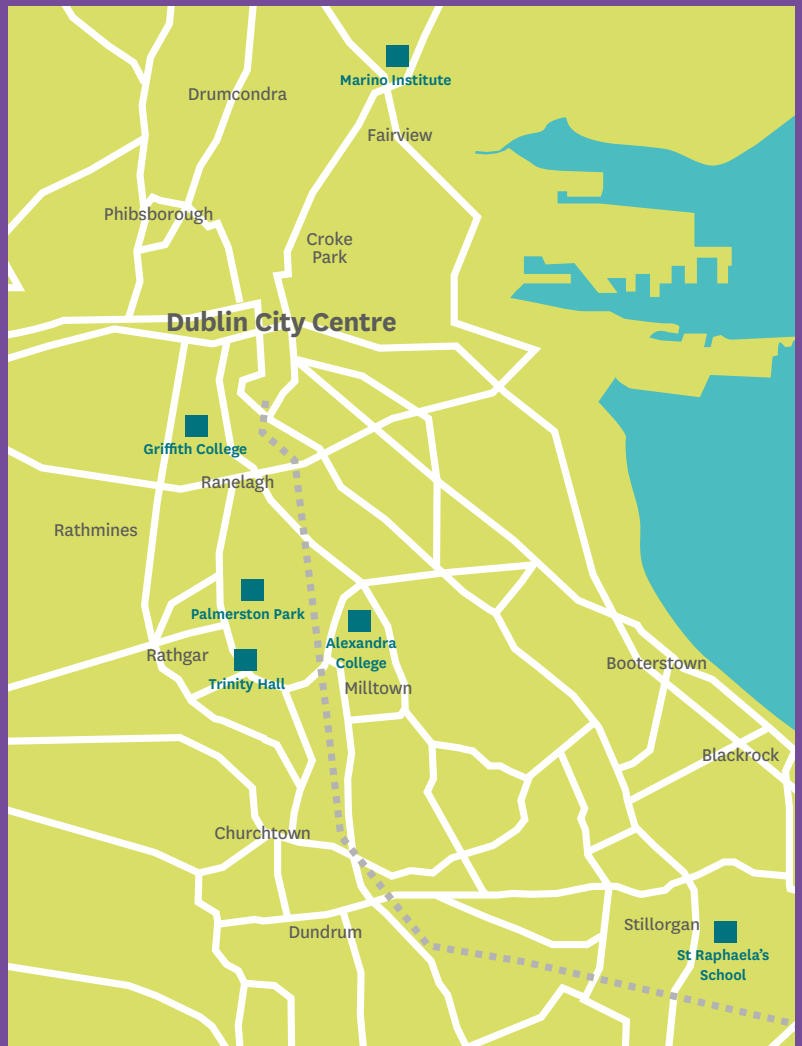 Marino Institute
Drumcondra
Fairview
Phibsborough
Croke
Park
Dublin City Centre
Griffith College
Ranelagh
Rathmines
Palmerston Park
Alexandra
College
Rathgar
Trinity Hall
Milltown
Booterstown
Blackrock
Churchtown
Stillorgan
Dundrum
St Raphaela's
School